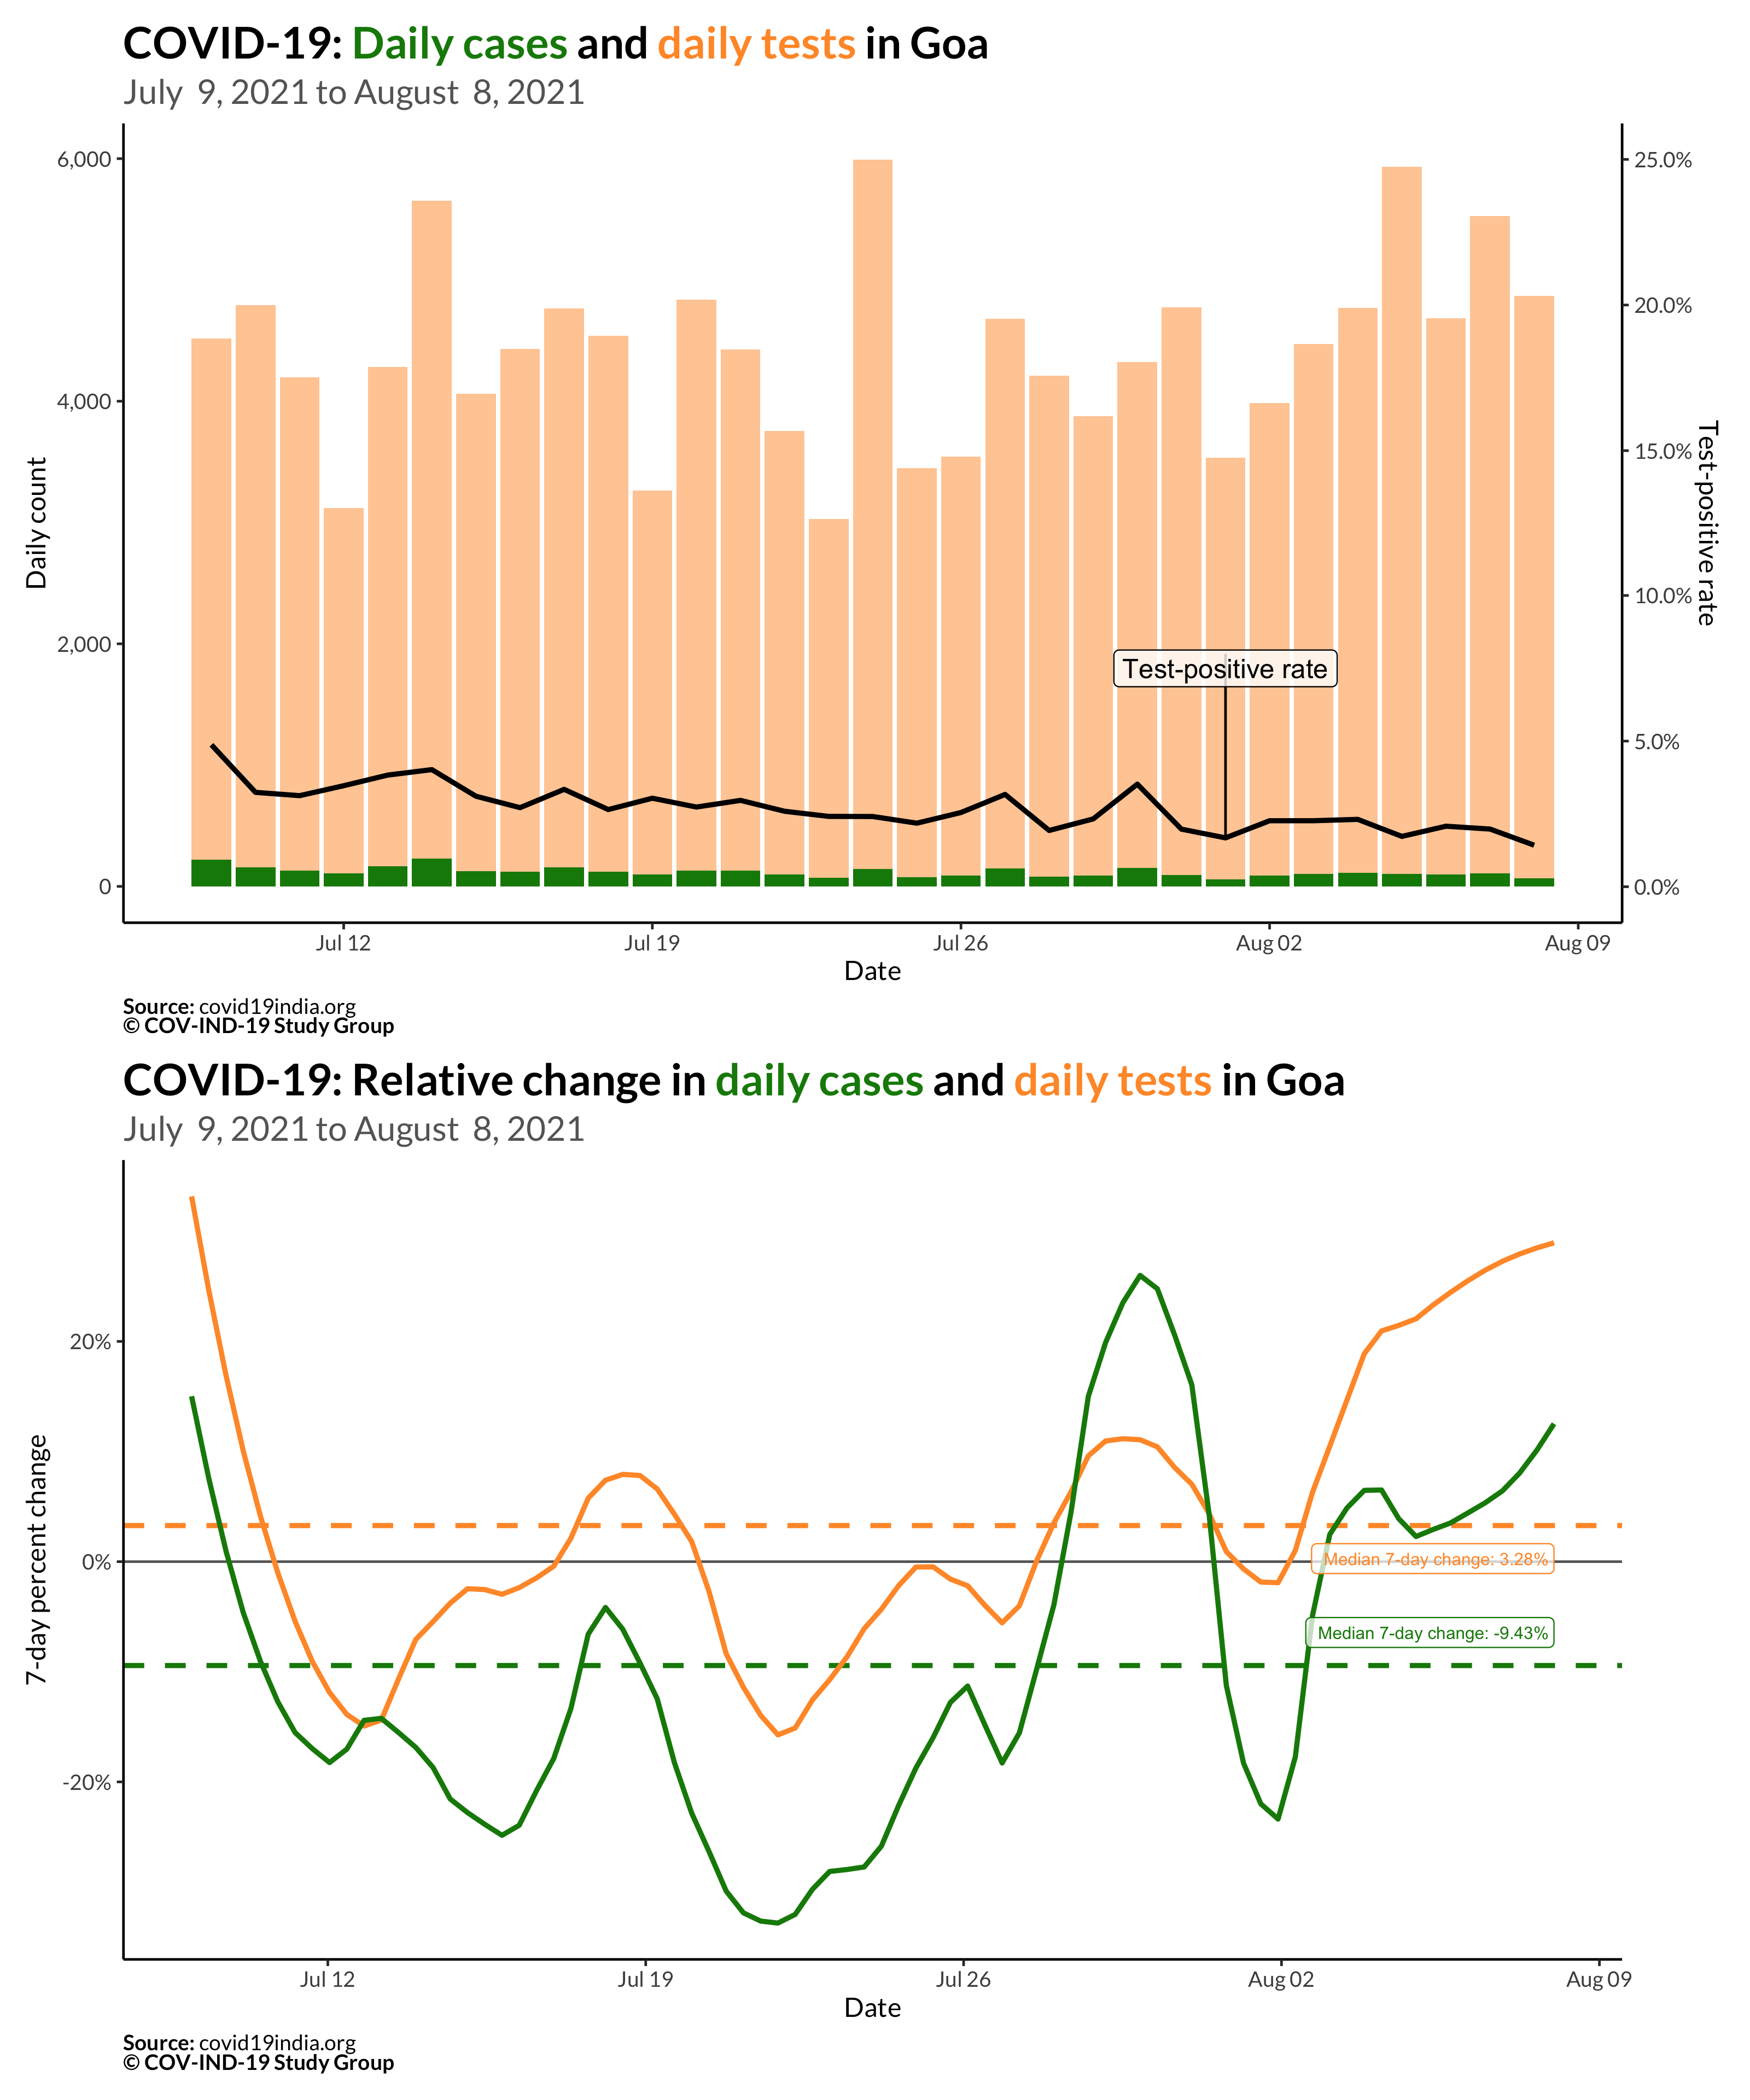 COVID-19: Daily cases and daily tests in Goa
July 9, 2021 to August 8, 2021
6,000
4,000
2,000
0
Daily count
25.0%
20.0%
15.0%
10.0%
5.0%
0.0%
Test-positive rate
Test-positive rate
Jul 12
Jul 19
Jul 26
Aug 02
Aug 09
Date
Source: covid19india.org
© COV-IND-19 Study Group
COVID-19: Relative change in daily cases and daily tests in Goa
July 9, 2021 to August 8, 2021
20%
0%
-20%
7-day percent change
Median 7-day change: 3.28%
Median 7-day change: -9.43%
Jul 12
Jul 19
Jul 26
Aug 02
Aug 09
Date
Source: covid19india.org
© COV-IND-19 Study Group